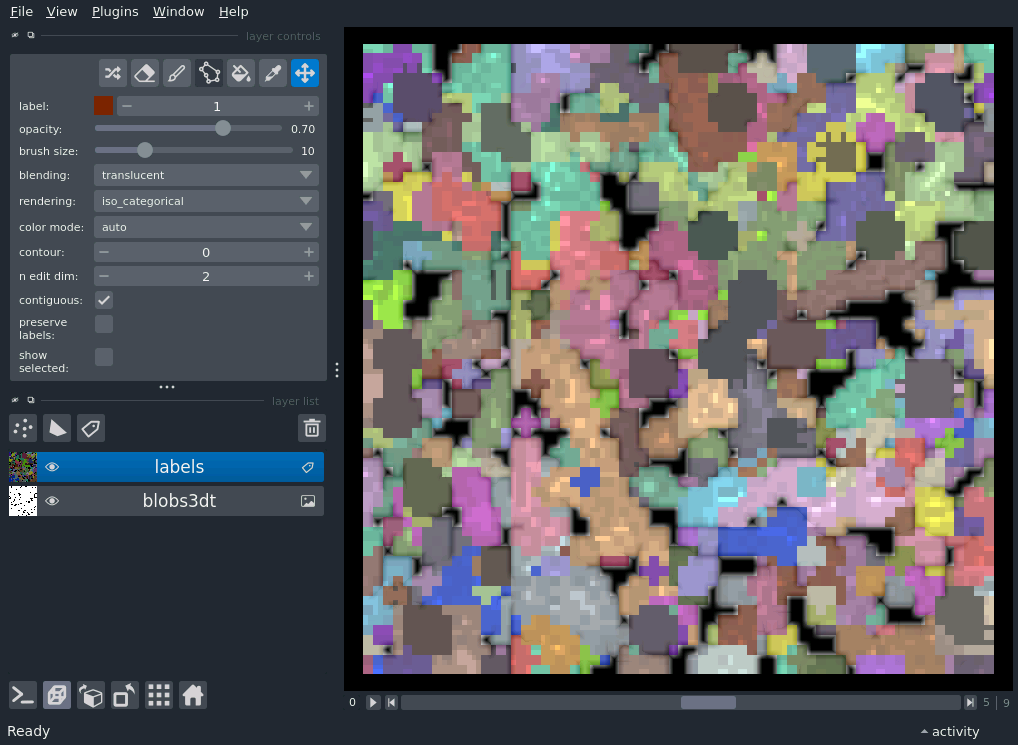 File View Plugins Window Help
layer controls
label: 1
opacity: 0.70
brush size: 10
blending: translucent
rendering: iso_categorical
color mode: auto
contour: 0
n edit dim: 2
contiguous:
preserve
labels:
show
selected:
layer list
labels
blobs3dt
0 5 9
Ready activity